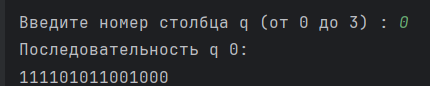 Введите номер столбца q (от 0 до 3) : 0
Последовательность q 0:
111101011001000